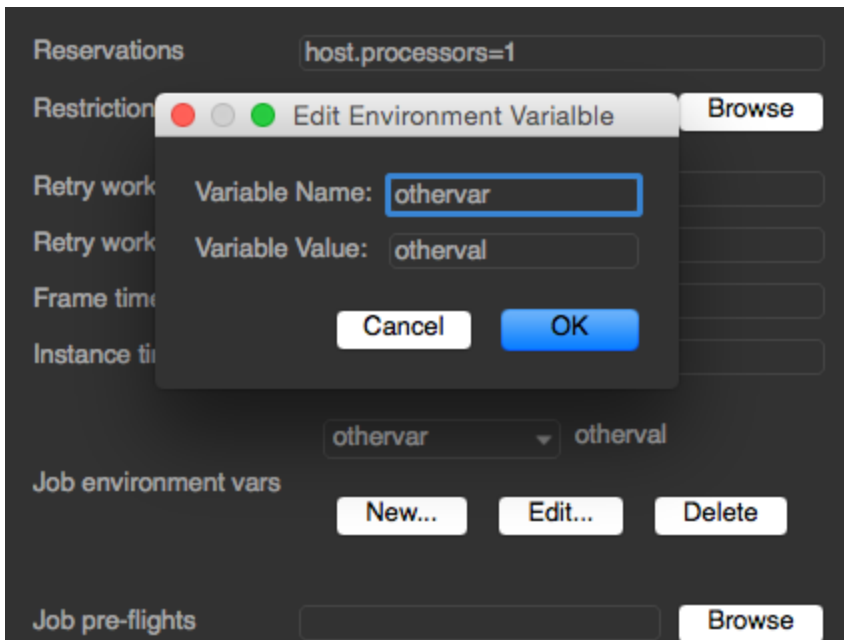 Reservations host.processors=1
Restriction Browse
Edit Environment Varialble
Variable Name: othervar
Variable Value: otherval
Cancel OK
Retry work
Retry work
Frame time
Instance ti
othervar otherval
Job environment vars
New... Edit... Delete
Job pre-flights Browse